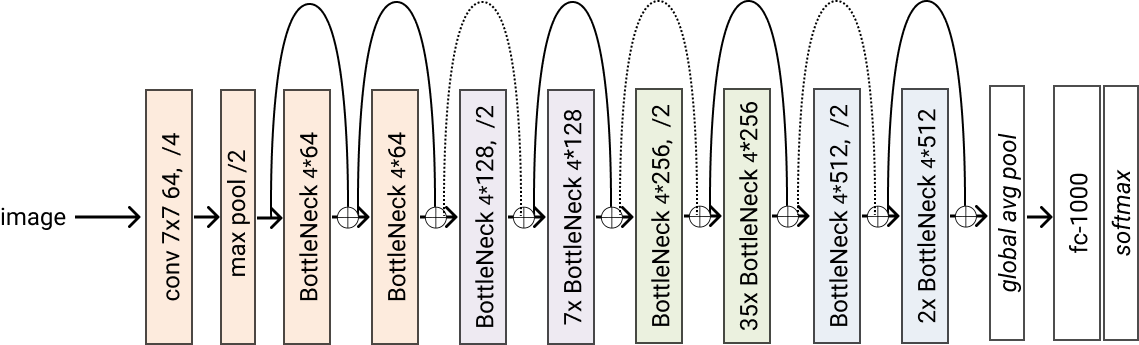 image
conv 7x7 64, /4
max pool /2
BottleNeck 4*64
BottleNeck 4*64
BottleNeck 4*128, /2
7x BottleNeck 4*128
BottleNeck 4*256, /2
35x BottleNeck 4*256
BottleNeck 4*512, /2
2x BottleNeck 4*512
global avg pool
fc-1000
softmax